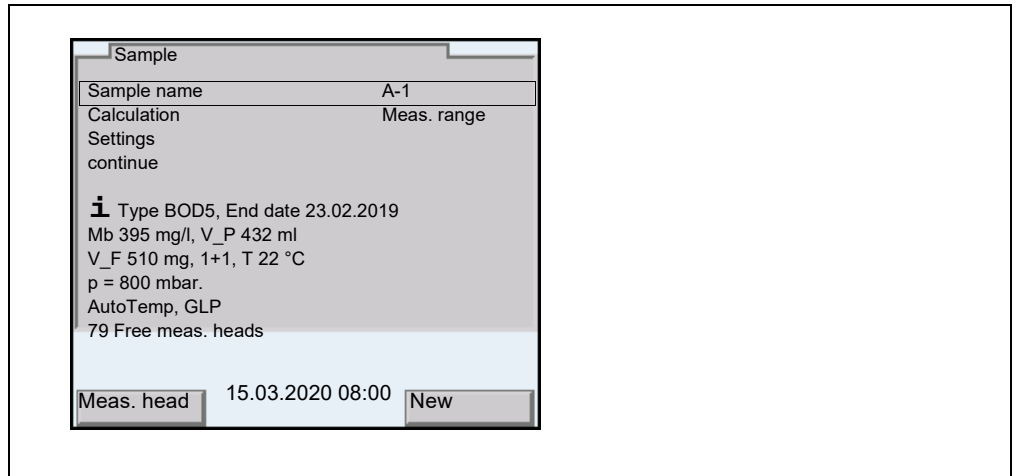 Sample
Sample name A-1
Calculation Meas. range
Settings
continue
i Type BOD5, End date 23.02.2019
Mb 395 mg/l, V_P 432 ml
V_F 510 mg, 1+1, T 22 °C
p = 800 mbar.
AutoTemp, GLP
79 Free meas. heads
Meas. head 15.03.2020 08:00 New